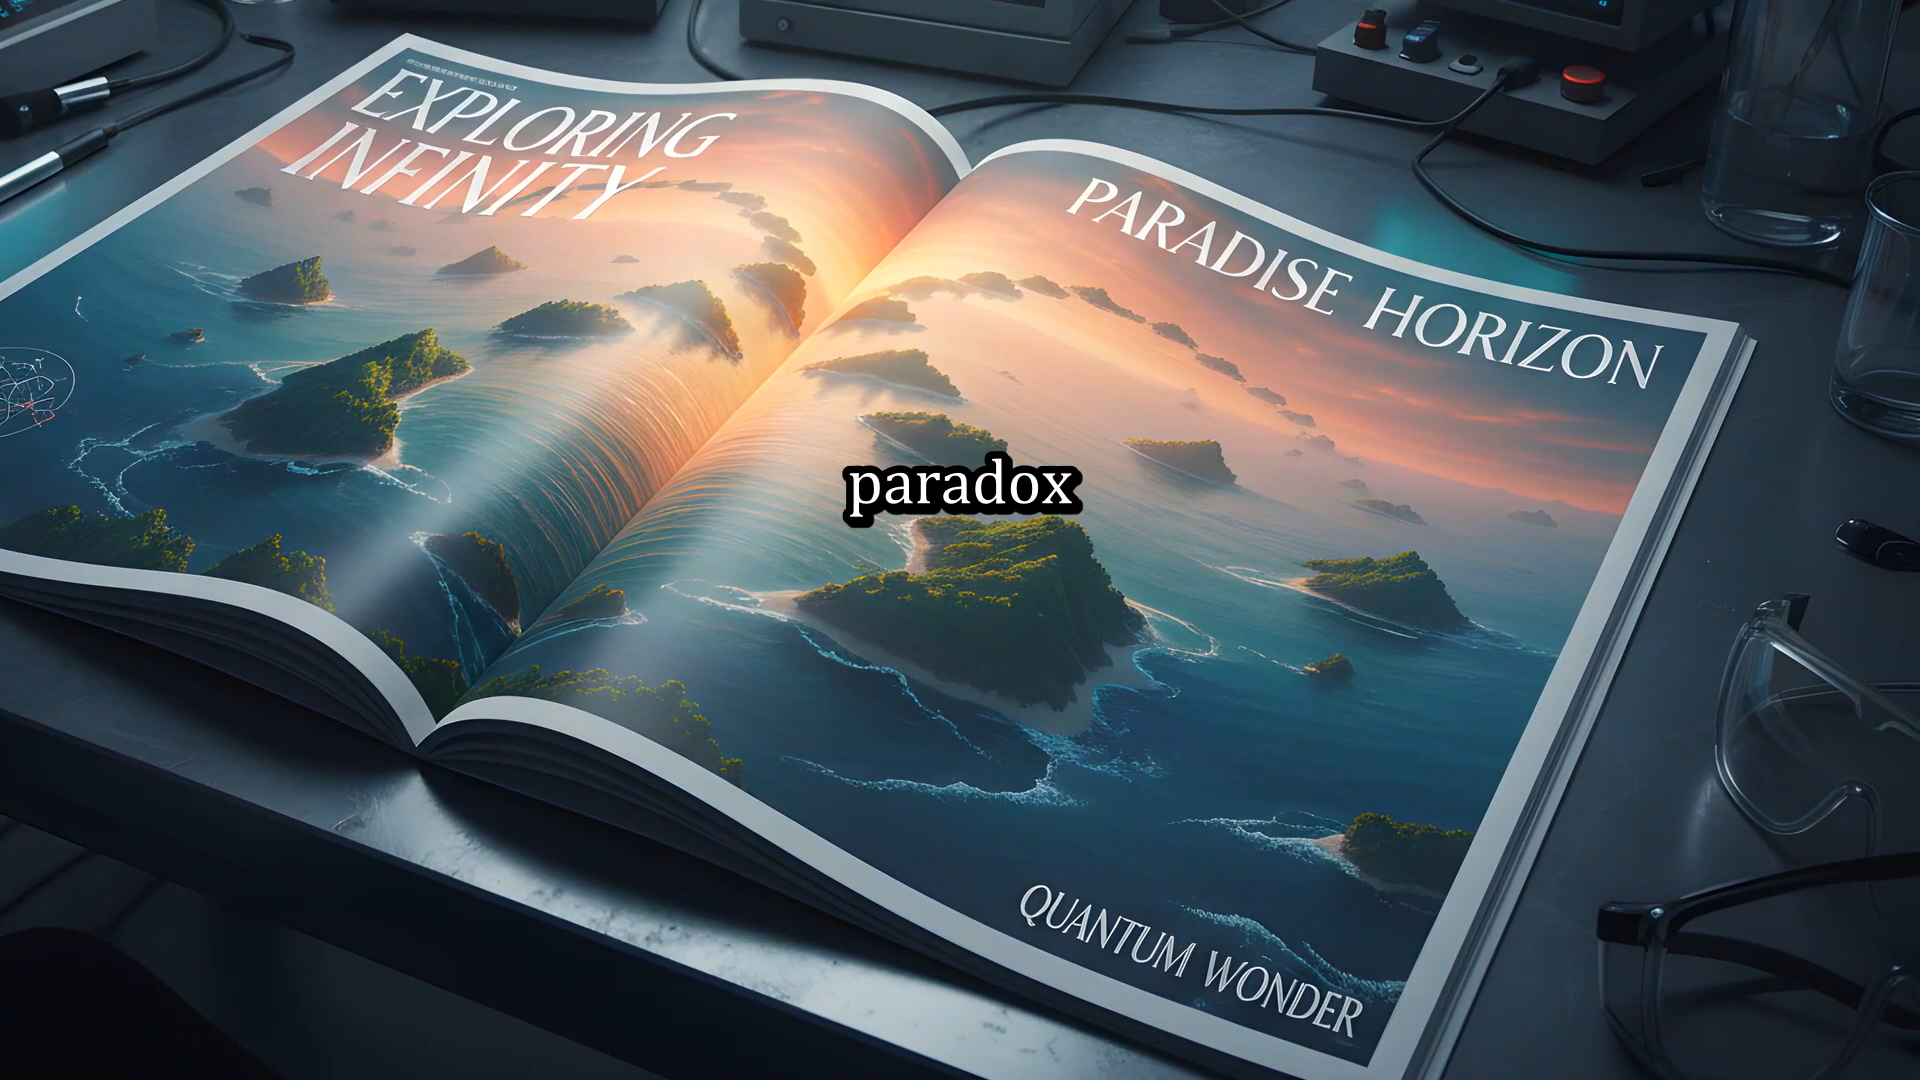 EXPLORING
INFINITY
PARADISE HORIZON
paradox
QUANTUM WONDER